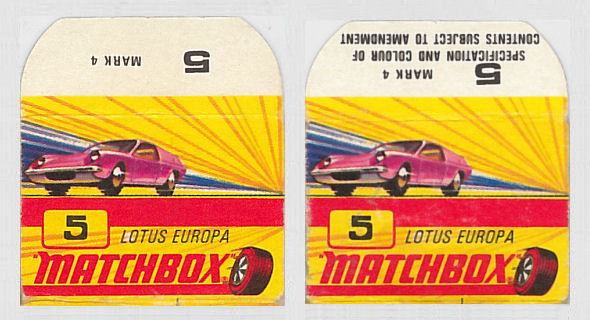 MARK 4 5
5
LOTUS EUROPA
"MATCHBOX"
SPECIFICATION AND COLOUR OF
CONTENTS SUBJECT TO AMENDMENT
MARK 4 5
5
LOTUS EUROPA
"MATCHBOX"